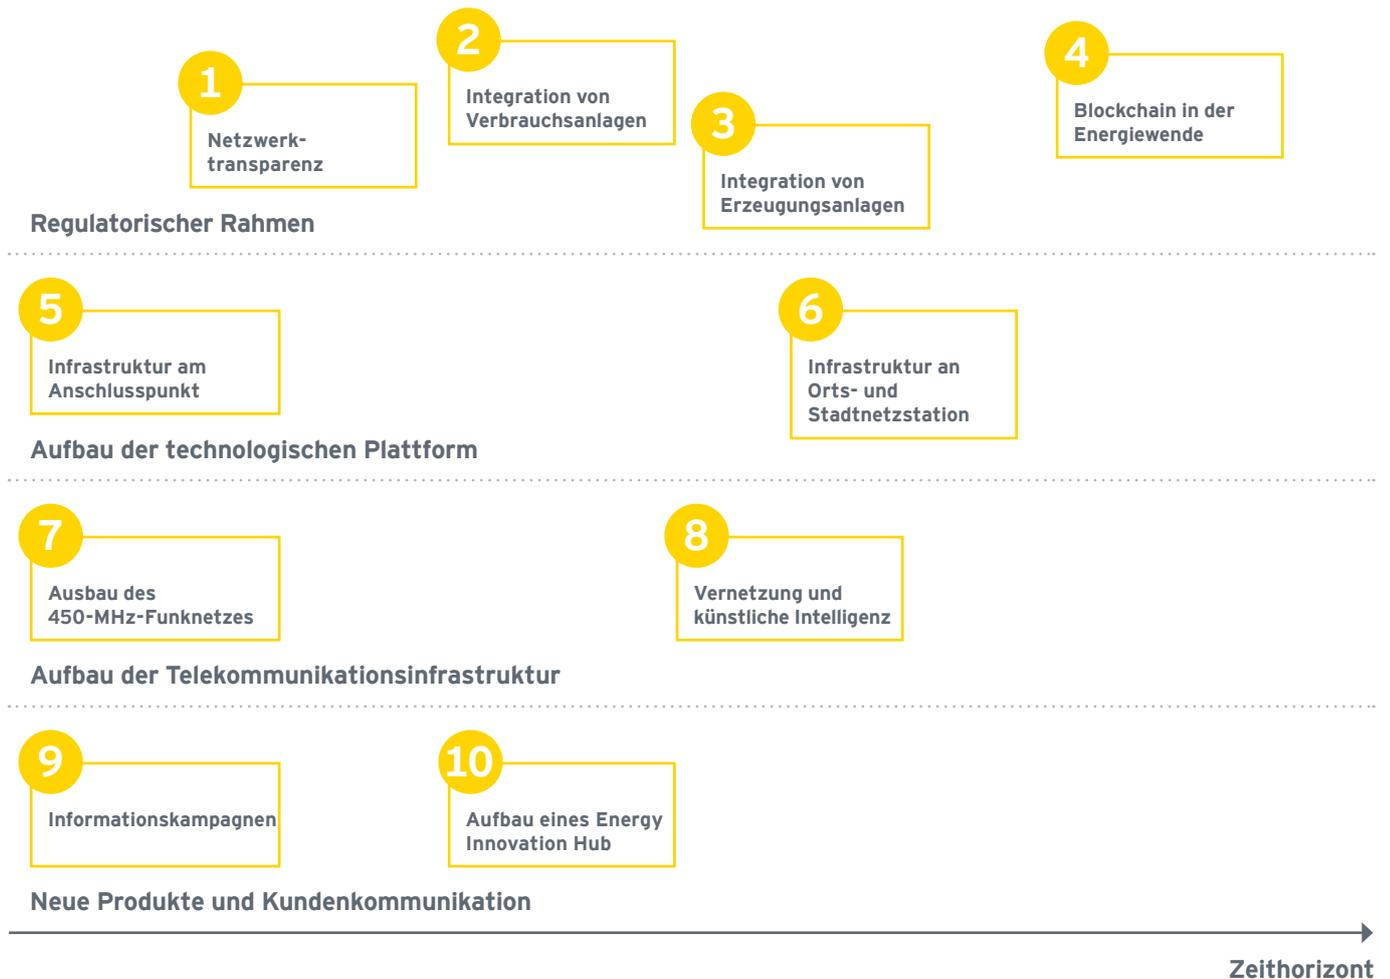 1
Netzwerk-
transparenz
2
Integration von
Verbrauchsanlagen
3
Integration von
Erzeugungsanlagen
4
Blockchain in der
Energiewende
Regulatorischer Rahmen
5
Infrastruktur am
Anschlusspunkt
6
Infrastruktur an
Orts- und
Stadtnetzstation
Aufbau der technologischen Plattform
7
Ausbau des
450-MHz-Funknetzes
8
Vernetzung und
künstliche Intelligenz
Aufbau der Telekommunikationsinfrastruktur
9
Informationskampagnen
10
Aufbau eines Energy
Innovation Hub
Neue Produkte und Kundenkommunikation
Zeithorizont